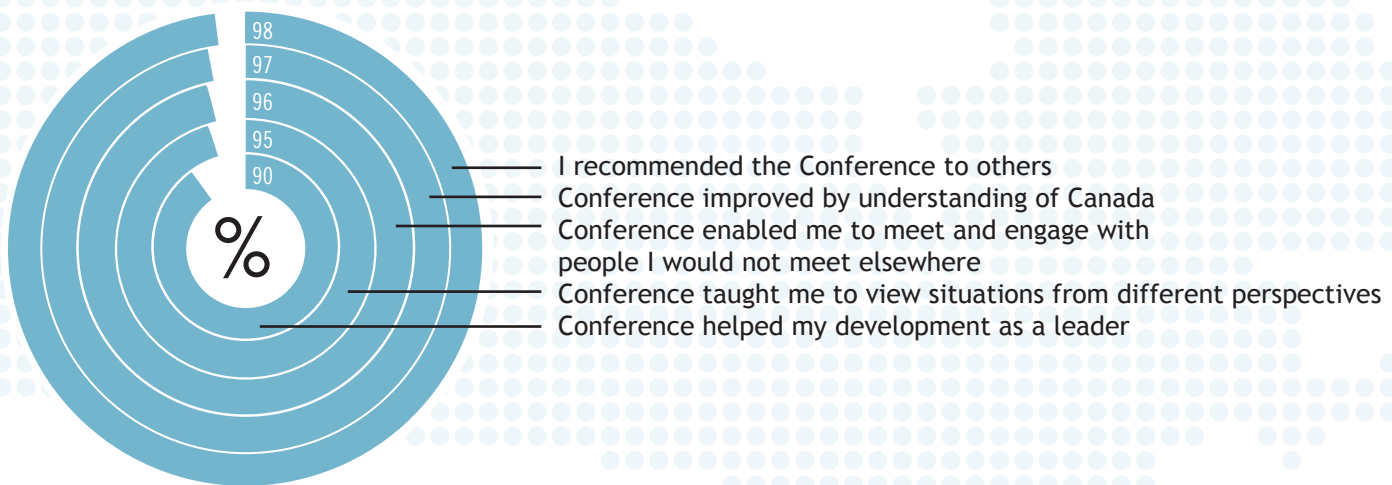 98
97
96
95
90
%
I recommended the Conference to others
Conference improved by understanding of Canada
Conference enabled me to meet and engage with
people I would not meet elsewhere
Conference taught me to view situations from different perspectives
Conference helped my development as a leader